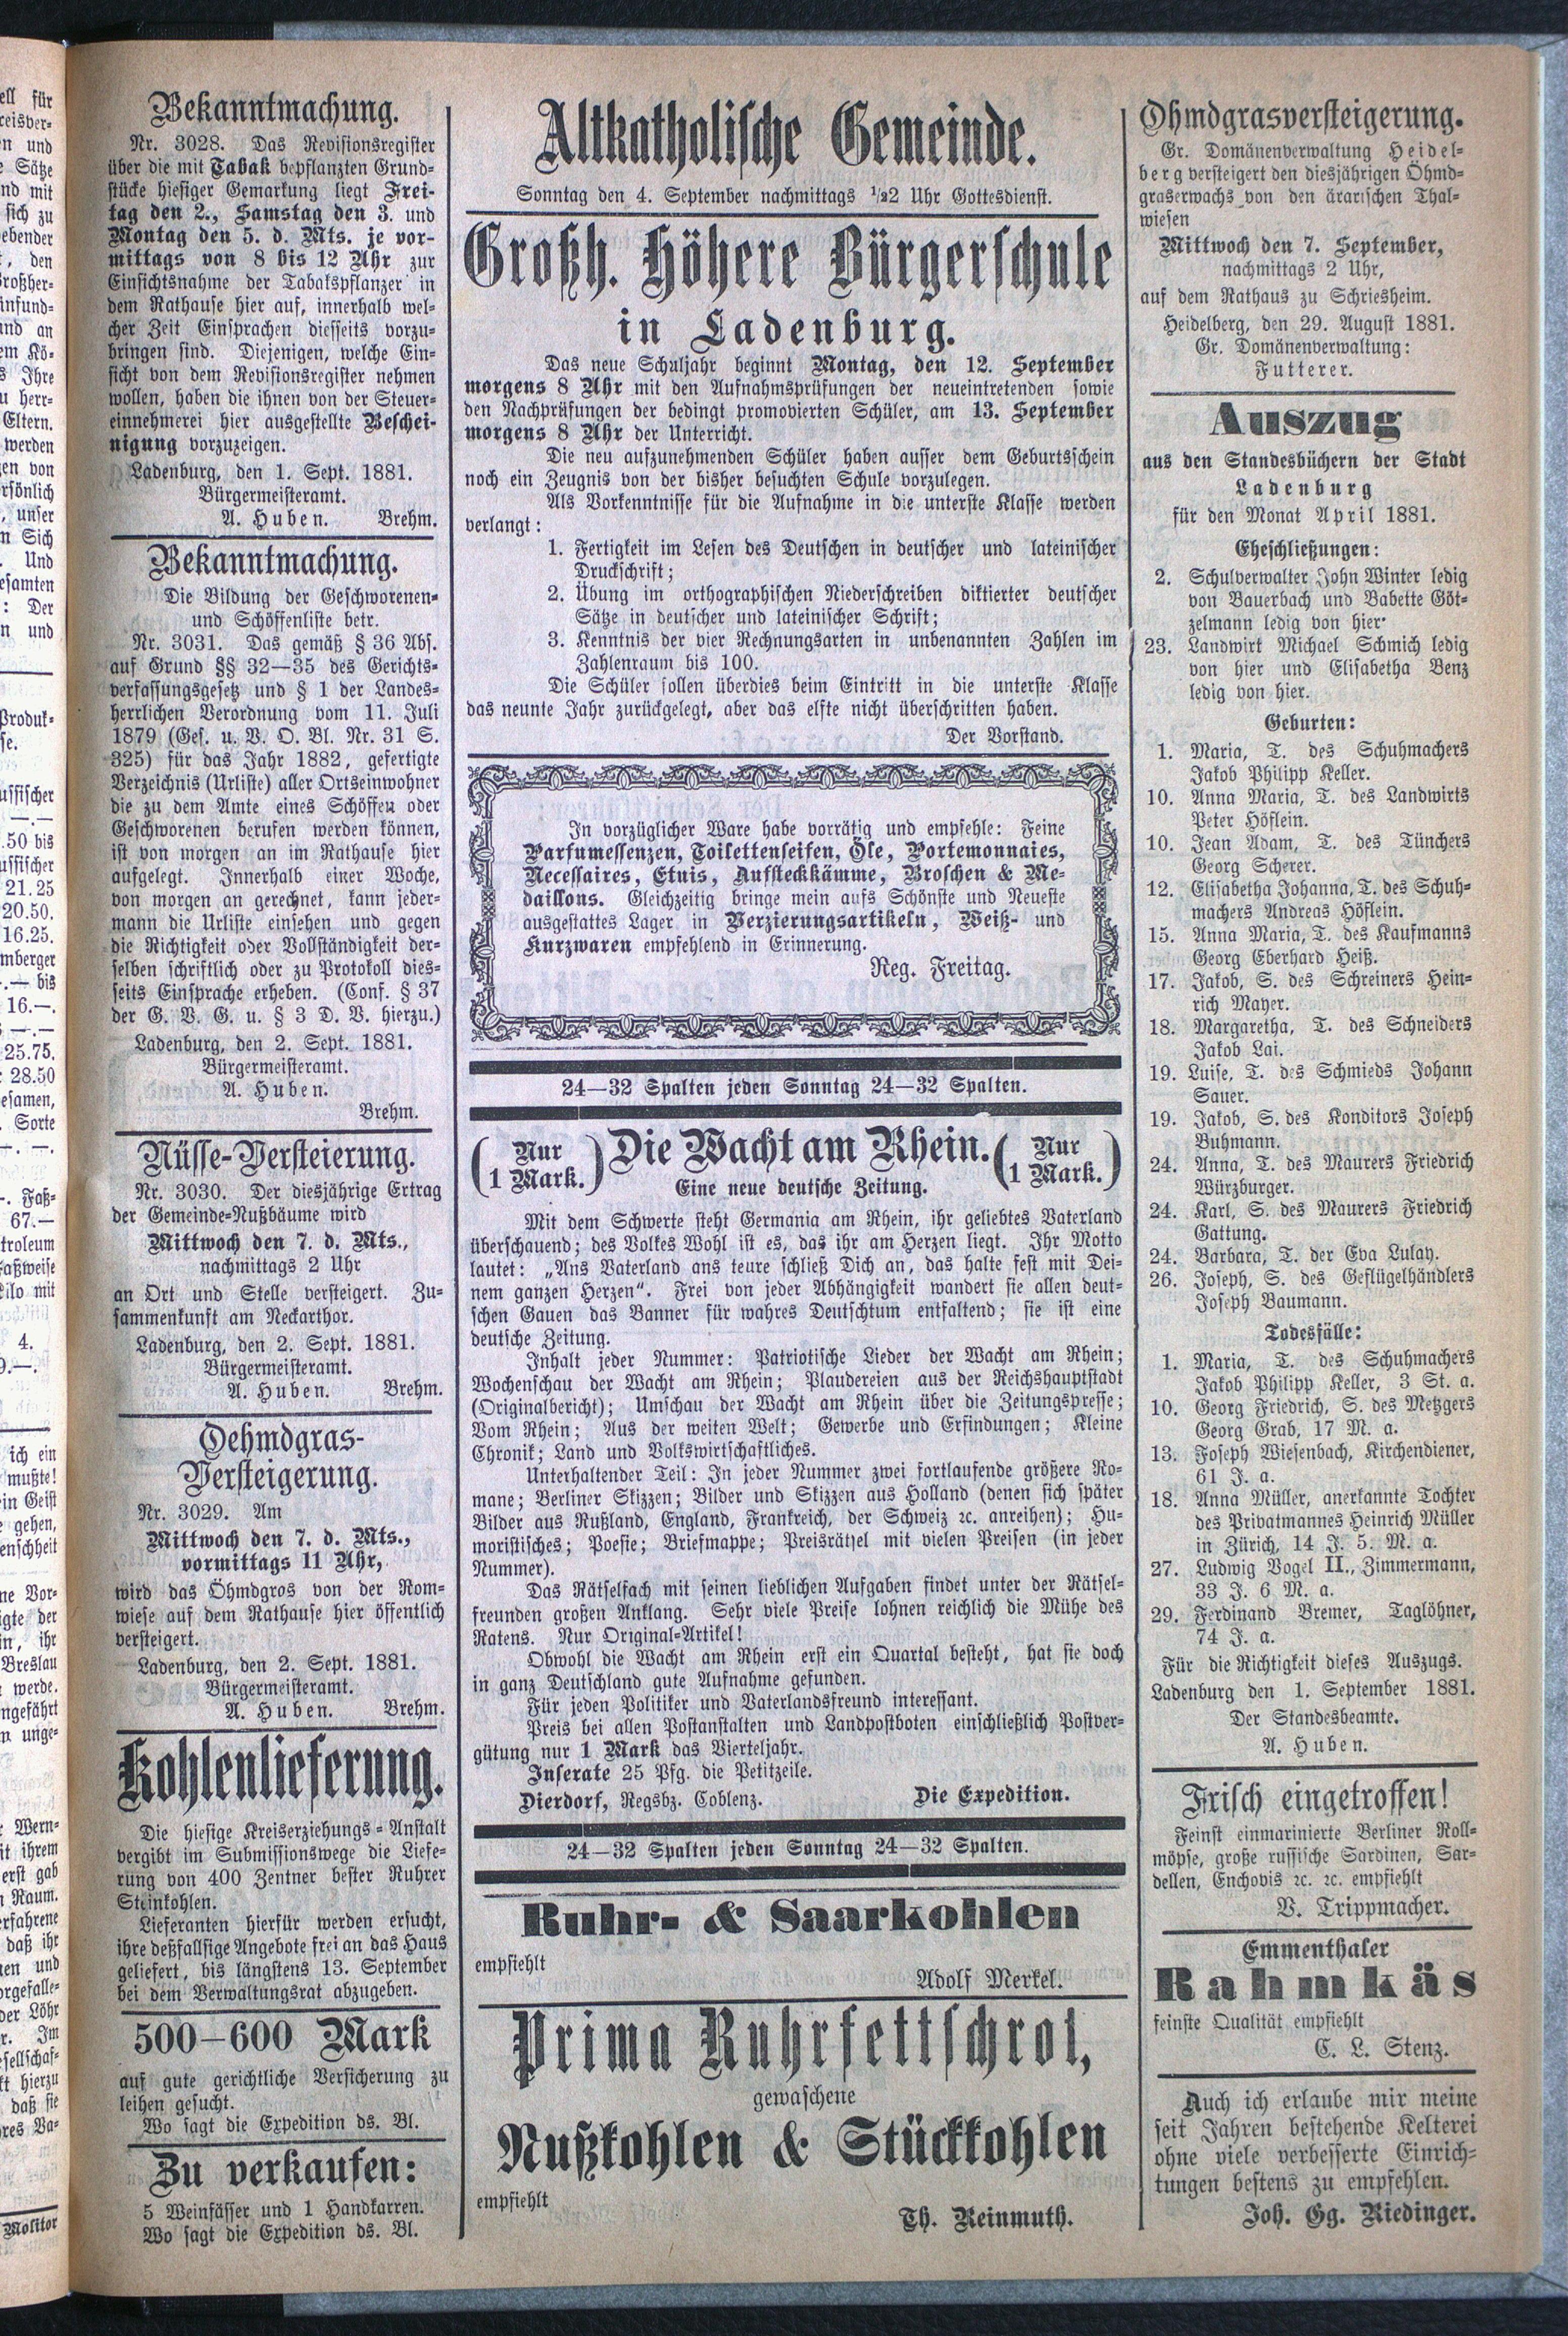 Bekanntmachung.
Nr. 3028. Das Revisionsregister
über die mit Tabak bepflanzten Grund-
stücke hiesiger Gemarkung liegt Frei-
tag den 2., Samstag den 3. und
Montag den 5. d. Mts. je vor-
mittags von 8 bis 12 Uhr zur
Einsichtsnahme der Tabakspflanzer in
dem Rathause hier auf, innerhalb wel-
cher Zeit Einsprachen diesseits vorzu-
bringen sind. Diejenigen, welche Ein-
sicht von dem Revisionsregister nehmen
wollen, haben die ihnen von der Steuer-
einnehmerei hier ausgestellte Beschei-
nigung vorzuzeigen.
Ladenburg, den 1. Sept. 1881.
Bürgermeisteramt.
A. Huben. Brehm.
Bekanntmachung.
Die Bildung der Geschworenen-
und Schöffenliste betr.
Nr. 3031. Das gemäß § 36 Abs.
auf Grund §§ 32—35 des Gerichts-
verfassungsgesetz und § 1 der Landes-
herrlichen Verordnung vom 11. Juli
1879 (Ges. u. V. O. Bl. Nr. 31 S.
325) für das Jahr 1882, gefertigte
Verzeichnis (Urliste) aller Ortseinwohner
die zu dem Amte eines Schöffen oder
Geschworenen berufen werden können,
ist von morgen an im Rathause hier
aufgelegt. Innerhalb einer Woche,
von morgen an gerechnet, kann jeder-
mann die Urliste einsehen und gegen
die Richtigkeit oder Vollständigkeit der-
selben schriftlich oder zu Protokoll dies-
seits Einsprache erheben. (Conf. § 37
der G. V. G. u. § 3 D. V. hierzu.)
Ladenburg, den 2. Sept. 1881.
Bürgermeisteramt.
A. Huben.
Brehm.
Nüsse-Versteierung.
Nr. 3030. Der diesjährige Ertrag
der Gemeinde-Nußbäume wird
Mittwoch den 7. d. Mts.,
nachmittags 2 Uhr
an Ort und Stelle versteigert. Zu-
sammenkunft am Neckarthor.
Ladenburg, den 2. Sept. 1881.
Bürgermeisteramt.
A. Huben. Brehm.
Oehmdgras-
Versteigerung.
Nr. 3029. Am
Mittwoch den 7. d. Mts.,
vormittags 11 Uhr,
wird das Öhmdgros von der Rom-
wiese auf dem Rathause hier öffentlich
versteigert.
Ladenburg, den 2. Sept. 1881.
Bürgermeisteramt.
A. Huben. Brehm.
Kohlenlieferung.
Die hiesige Kreiserziehungs-Anstalt
vergibt im Submissionswege die Liefe-
rung von 400 Zentner bester Ruhrer
Steinkohlen.
Lieferanten hierfür werden ersucht,
ihre deßfallsige Angebote frei an das Haus
geliefert, bis längstens 13. September
bei dem Verwaltungsrat abzugeben.
500—600 Mark
auf gute gerichtliche Versicherung zu
leihen gesucht.
Wo sagt die Expedition ds. Bl.
Zu verkaufen:
5 Weinfässer und 1 Handkarren.
Wo sagt die Expedition ds. Bl.
Altkatholische Gemeinde.
Sonntag den 4. September nachmittags ½2 Uhr Gottesdienst.
Großh. Höhere Bürgerschule
in Ladenburg.
Das neue Schuljahr beginnt Montag, den 12. September
morgens 8 Uhr mit den Aufnahmsprüfungen der neueintretenden sowie
den Nachprüfungen der bedingt promovierten Schüler, am 13. September
morgens 8 Uhr der Unterricht.
Die neu aufzunehmenden Schüler haben ausser dem Geburtsschein
noch ein Zeugnis von der bisher besuchten Schule vorzulegen.
Als Vorkenntnisse für die Aufnahme in die unterste Klasse werden
verlangt:
1. Fertigkeit im Lesen des Deutschen in deutscher und lateinischer
Druckschrift;
2. Übung im orthographischen Niederschreiben diktierter deutscher
Sätze in deutscher und lateinischer Schrift;
3. Kenntnis der vier Rechnungsarten in unbenannten Zahlen im
Zahlenraum bis 100.
Die Schüler sollen überdies beim Eintritt in die unterste Klasse
das neunte Jahr zurückgelegt, aber das elfte nicht überschritten haben.
Der Vorstand.
In vorzüglicher Ware habe vorrätig und empfehle: Feine
Parfumessenzen, Toilettenseifen, Öle, Portemonnaies,
Necessaires, Etuis, Aufsteckkämme, Broschen & Me-
daillons. Gleichzeitig bringe mein aufs Schönste und Neueste
ausgestattes Lager in Verzierungsartikeln, Weiß- und
Kurzwaren empfehlend in Erinnerung.
Reg. Freitag.
24—32 Spalten jeden Sonntag 24—32 Spalten.
(Nur 1 Mark.) Die Wacht am Rhein. (Nur 1 Mark.)
Eine neue deutsche Zeitung.
Mit dem Schwerte steht Germania am Rhein, ihr geliebtes Vaterland
überschauend; des Volkes Wohl ist es, das ihr am Herzen liegt. Ihr Motto
lautet: „Ans Vaterland ans teure schließ Dich an, das halte fest mit Dei-
nem ganzen Herzen“. Frei von jeder Abhängigkeit wandert sie allen deut-
schen Gauen das Banner für wahres Deutschtum entfaltend; sie ist eine
deutsche Zeitung.
Inhalt jeder Nummer: Patriotische Lieder der Wacht am Rhein;
Wochenschau der Wacht am Rhein; Plaudereien aus der Reichshauptstadt
(Originalbericht); Umschau der Wacht am Rhein über die Zeitungspresse;
Vom Rhein; Aus der weiten Welt; Gewerbe und Erfindungen; Kleine
Chronik; Land und Volkswirtschaftliches.
Unterhaltender Teil: In jeder Nummer zwei fortlaufende größere Ro-
mane; Berliner Skizzen; Bilder und Skizzen aus Holland (denen sich später
Bilder aus Rußland, England, Frankreich, der Schweiz ꝛc. anreihen); Hu-
moristisches; Poesie; Briefmappe; Preisrätsel mit vielen Preisen (in jeder
Nummer).
Das Rätselfach mit seinen lieblichen Aufgaben findet unter der Rätsel-
freunden großen Anklang. Sehr viele Preise lohnen reichlich die Mühe des
Ratens. Nur Original-Artikel!
Obwohl die Wacht am Rhein erst ein Quartal besteht, hat sie doch
in ganz Deutschland gute Aufnahme gefunden.
Für jeden Politiker und Vaterlandsfreund interessant.
Preis bei allen Postanstalten und Landpostboten einschließlich Postver-
gütung nur 1 Mark das Vierteljahr.
Inserate 25 Pfg. die Petitzeile.
Dierdorf, Regsbz. Coblenz. Die Expedition.
24—32 Spalten jeden Sonntag 24—32 Spalten.
Ruhr- & Saarkohlen
empfiehlt
Adolf Merkel.
Prima Ruhrfettschrot,
gewaschene
Nußkohlen & Stückkohlen
empfiehlt
Th. Reinmuth.
Ohmdgrasversteigerung.
Gr. Domänenverwaltung Heidel-
berg versteigert den diesjährigen Öhmd-
graserwachs von den ärarischen Thal-
wiesen
Mittwoch den 7. September,
nachmittags 2 Uhr,
auf dem Rathaus zu Schriesheim.
Heidelberg, den 29. August 1881.
Gr. Domänenverwaltung:
Futterer.
Auszug
aus den Standesbüchern der Stadt
Ladenburg
für den Monat April 1881.
Eheschließungen:
2. Schulverwalter John Winter ledig
von Bauerbach und Babette Göt-
zelmann ledig von hier·
23. Landwirt Michael Schmich ledig
von hier und Elisabetha Benz
ledig von hier.
Geburten:
1. Maria, T. des Schuhmachers
Jakob Philipp Keller.
10. Anna Maria, T. des Landwirts
Peter Höflein.
10. Jean Adam, T. des Tünchers
Georg Scherer.
12. Elisabetha Johanna, T. des Schuh-
machers Andreas Höflein.
15. Anna Maria, T. des Kaufmanns
Georg Eberhard Heiß.
17. Jakob, S. des Schreiners Hein-
rich Mayer.
18. Margaretha, T. des Schneiders
Jakob Lai.
19. Luise, T. des Schmieds Johann
Sauer.
19. Jakob, S. des Konditors Joseph
Buhmann.
24. Anna, T. des Maurers Friedrich
Würzburger.
24. Karl, S. des Maurers Friedrich
Gattung.
24. Barbara, T. der Eva Lulay.
26. Joseph, S. des Geflügelhändlers
Joseph Baumann.
Todesfälle:
1. Maria, T. des Schuhmachers
Jakob Philipp Keller, 3 St. a.
10. Georg Friedrich, S. des Metzgers
Georg Grab, 17 M. a.
13. Foseph Wiesenbach, Kirchendiener,
61 J. a.
18. Anna Müller, anerkannte Tochter
des Privatmannes Heinrich Müller
in Zürich, 14 J. 5. M. a.
27. Ludwig Vogel II., Zimmermann,
33 J. 6 M. a.
29. Ferdinand Bremer, Taglöhner,
74 J. a.
Für die Richtigkeit dieses Auszugs.
Ladenburg den 1. September 1881.
Der Standesbeamte.
A. Huben.
Frisch eingetroffen!
Feinst einmarinierte Berliner Roll-
möpse, große russische Sardinen, Sar-
dellen, Enchovis ꝛc. ꝛc. empfiehlt
V. Trippmacher.
Emmenthaler
Rahmkäs
feinste Qualität empfiehlt
C. L. Stenz.
Auch ich erlaube mir meine
seit Jahren bestehende Kelterei
ohne viele verbesserte Einrich-
tungen bestens zu empfehlen.
Joh. Gg. Riedinger.